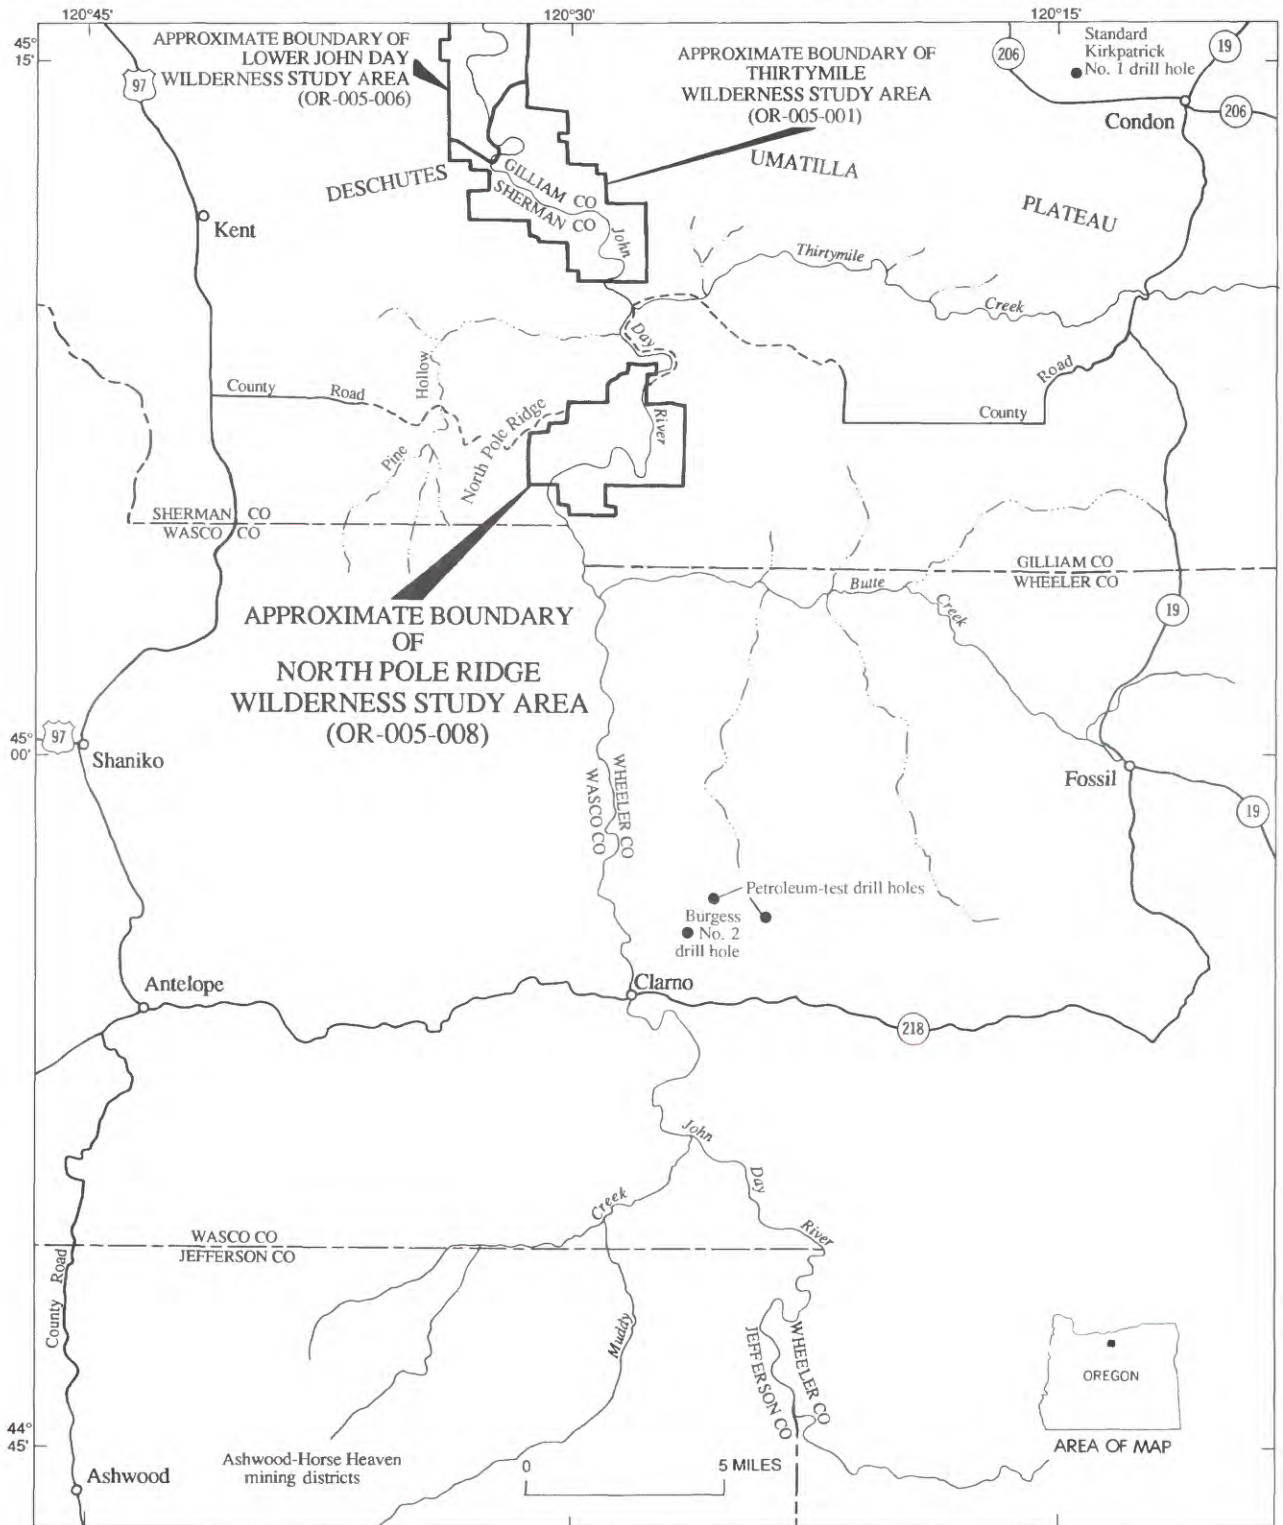 120°45'
120°30'
120°15'
45°
15'
APPROXIMATE BOUNDARY OF
LOWER JOHN DAY
WILDERNESS STUDY AREA
(OR-005-006)
APPROXIMATE BOUNDARY OF
THIRTYMILE
WILDERNESS STUDY AREA
(OR-005-001)
Standard
Kirkpatrick
No. 1 drill hole
206
19
97
206
Condon
DESCHUTES
UMATILLA
PLATEAU
GILLIAM CO
SHERMAN CO
Kent
John
Thirtymile
Creek
Day
Hollow
County
Road
Road
County
River
Pine
North Pole Ridge
SHERMAN CO
WASCO CO
GILLIAM CO
WHEELER CO
Butte
Creek
19
APPROXIMATE BOUNDARY
OF
NORTH POLE RIDGE
WILDERNESS STUDY AREA
(OR-005-008)
45°
00'
97
Shaniko
WHEELER CO
WASCO CO
Fossil
19
Petroleum-test drill holes
Burgess
No. 2
drill hole
Antelope
Clarno
218
John
Day
River
Creek
WASCO CO
JEFFERSON CO
County Road
Muddy
WHEELER CO
JEFFERSON CO
OREGON
AREA OF MAP
44°
45'
Ashwood
Ashwood-Horse Heaven
mining districts
0
5 MILES